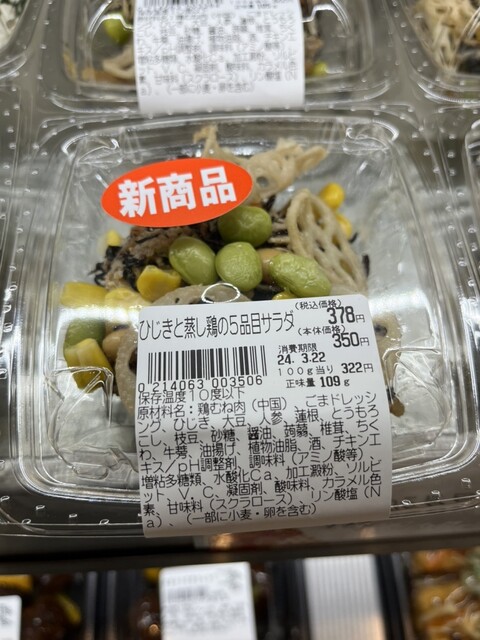 新商品
ひじきと蒸し鶏の5品目サラダ
(税込価格) 378円
(本体価格) 350円
消費期限
24. 3.22
100g当り 322円
正味量 109g
0 214063 003506
保存温度10度以下
原材料名:鶏むね肉(中国)、ごまドレッシ
ング、ひじき、大豆、人参、蓮根、とうもろ
こし、枝豆、砂糖、醤油、蒟蒻、椎茸、ちく
わ、牛蒡、油揚げ、植物油脂、酒、チキンエ
キス/pH調整剤、調味料(アミノ酸等)、
増粘多糖類、水酸化Ca、加工澱粉、ソルビ
ット、V.C、凝固剤、酸味料、カラメル色
素、甘味料(スクラロース)、リン酸塩(N
a)、(一部に小麦・卵を含む)